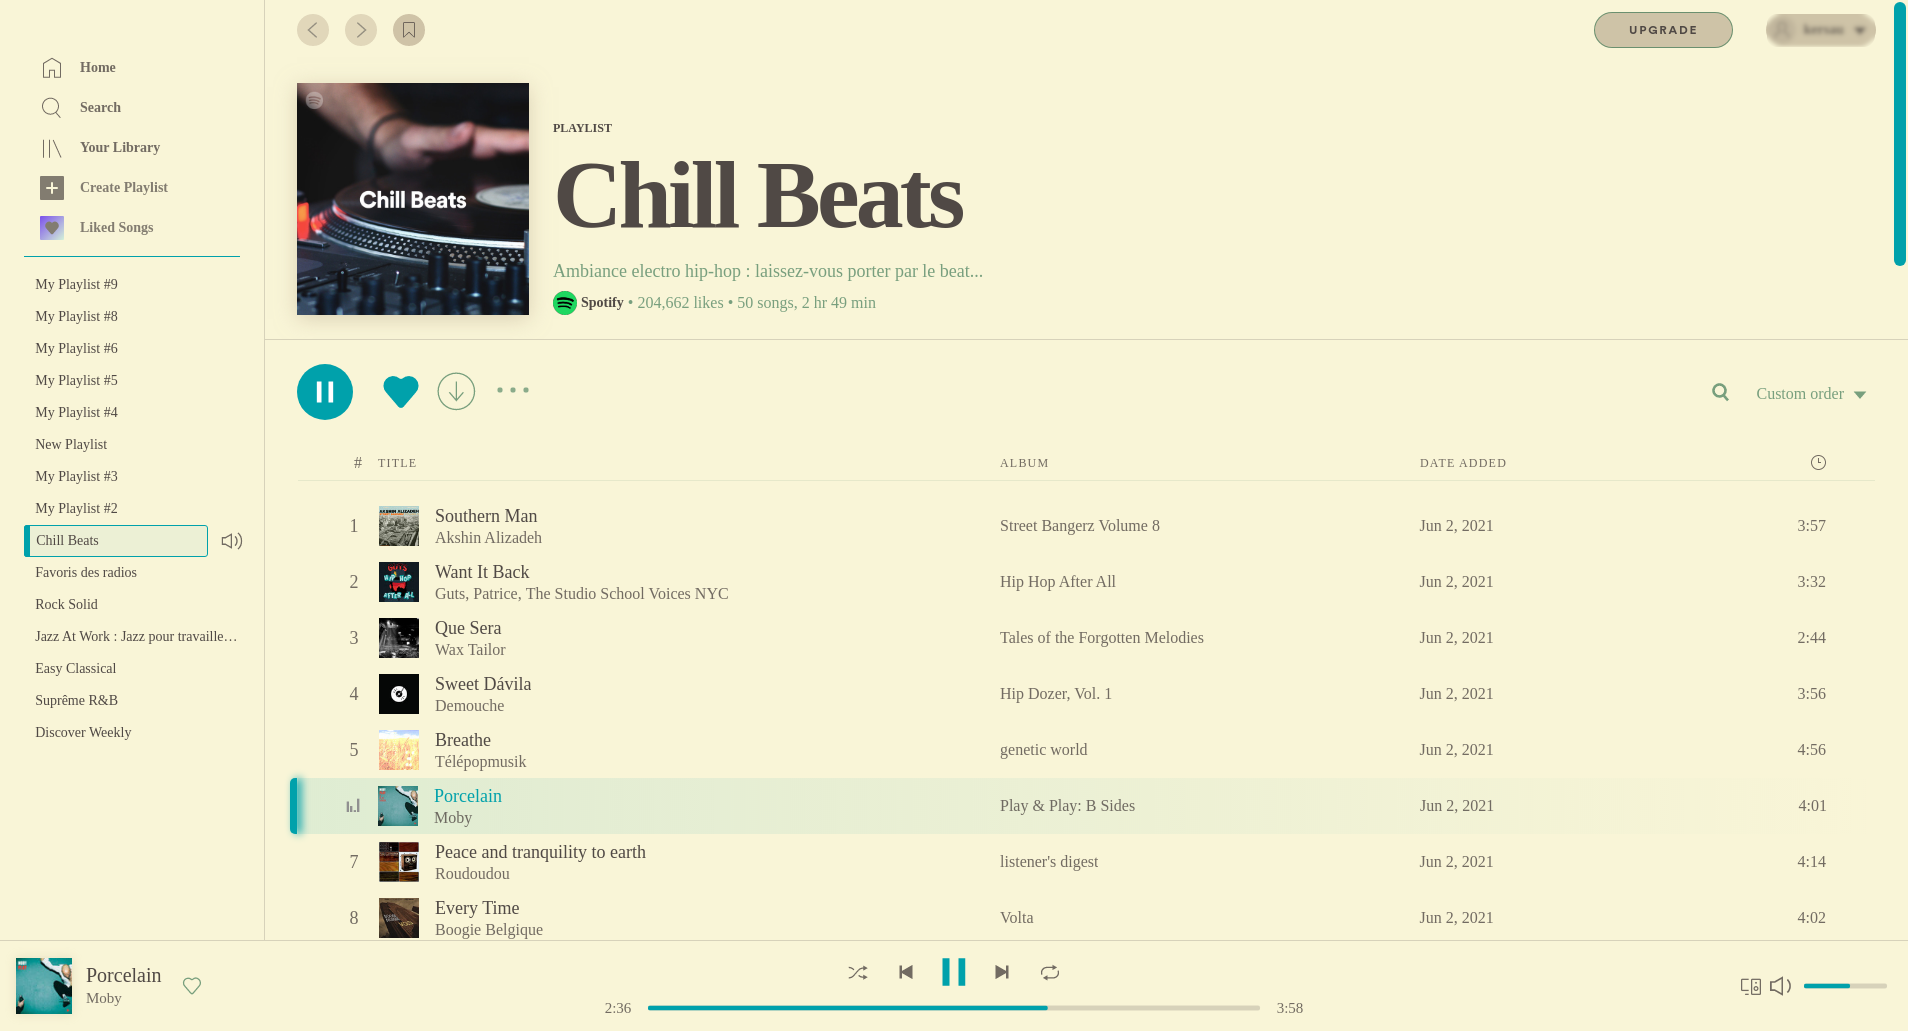 UPGRADE
Home
Search
Your Library
Create Playlist
Liked Songs
My Playlist #9
My Playlist #8
My Playlist #6
My Playlist #5
My Playlist #4
New Playlist
My Playlist #3
My Playlist #2
Chill Beats
Favoris des radios
Rock Solid
Jazz At Work : Jazz pour travaille…
Easy Classical
Suprême R&B
Discover Weekly
Chill Beats
PLAYLIST
Chill Beats
Ambiance electro hip-hop : laissez-vous porter par le beat...
Spotify • 204,662 likes • 50 songs, 2 hr 49 min
Custom order
# TITLE ALBUM DATE ADDED
1 Southern Man Street Bangerz Volume 8 Jun 2, 2021 3:57
Akshin Alizadeh
2 Want It Back Hip Hop After All Jun 2, 2021 3:32
Guts, Patrice, The Studio School Voices NYC
3 Que Sera Tales of the Forgotten Melodies Jun 2, 2021 2:44
Wax Tailor
4 Sweet Dávila Hip Dozer, Vol. 1 Jun 2, 2021 3:56
Demouche
5 Breathe genetic world Jun 2, 2021 4:56
Télépopmusik
Porcelain Play & Play: B Sides Jun 2, 2021 4:01
Moby
7 Peace and tranquility to earth listener's digest Jun 2, 2021 4:14
Roudoudou
8 Every Time Volta Jun 2, 2021 4:02
Boogie Belgique
Porcelain
Moby
2:36 3:58